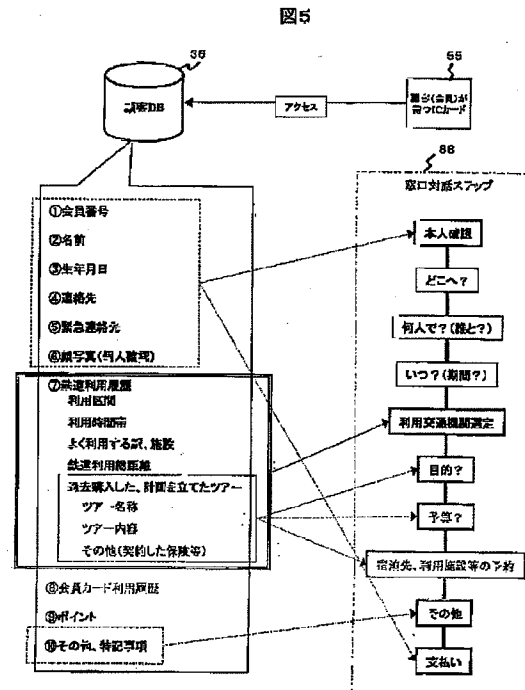 図5
36
顧客DB
アクセス
55
顧客(会員)が
持つICカード
88
窓口対話ステップ
①会員番号
②名前
③生年月日
④連絡先
⑤緊急連絡先
⑥顔写真(本人確認)
⑦鉄道利用履歴
利用区間
利用時間帯
よく利用する駅、施設
鉄道利用総距離
過去購入した、計画を立てたツアー
ツアー名称
ツアー内容
その他(契約した保険等)
⑧会員カード利用履歴
⑨ポイント
⑩その他、特記事項
本人確認
どこへ?
何人で?(誰と?)
いつ?(期間?)
利用交通機関選定
目的?
予算?
宿泊先、利用施設等の予約
その他
支払い